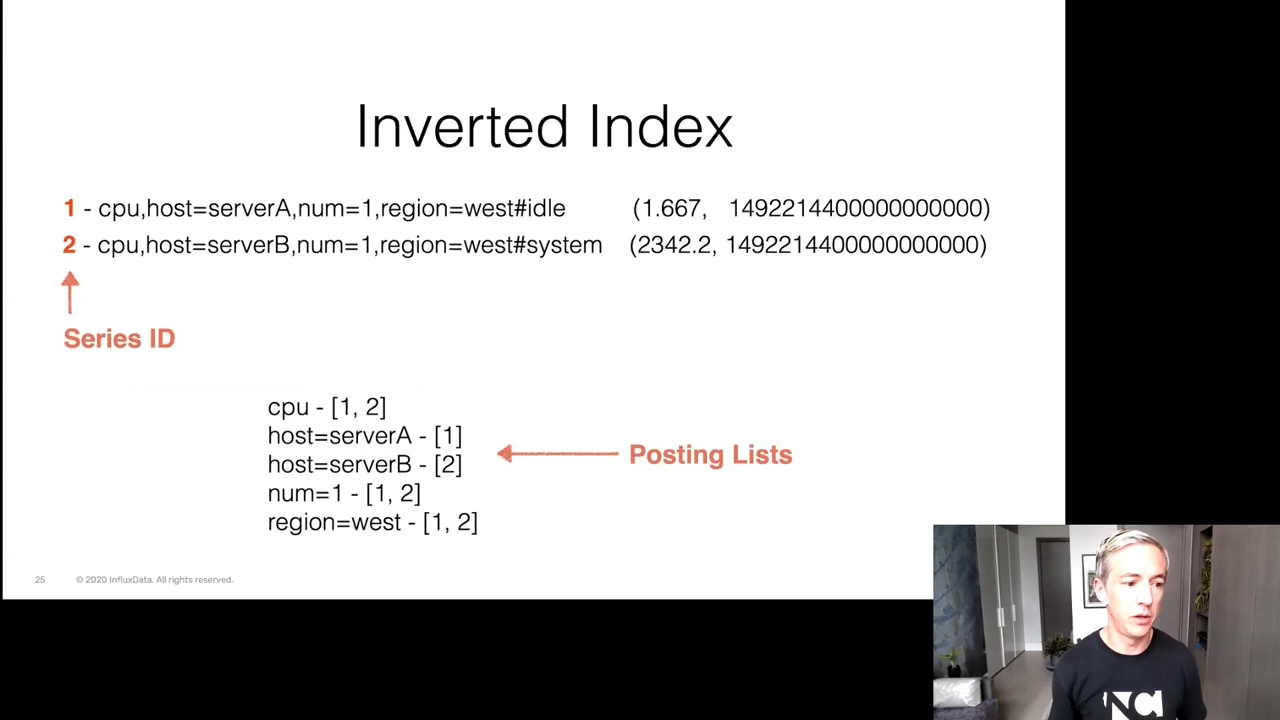 Inverted Index
1 - cpu,host=serverA,num=1,region=west#idle (1.667, 1492214400000000000)
2 - cpu,host=serverB,num=1,region=west#system (2342.2, 1492214400000000000)
Series ID
cpu - [1, 2]
host=serverA - [1]
host=serverB - [2]
num=1 - [1, 2]
region=west - [1, 2]
Posting Lists
25 © 2020 InfluxData. All rights reserved.